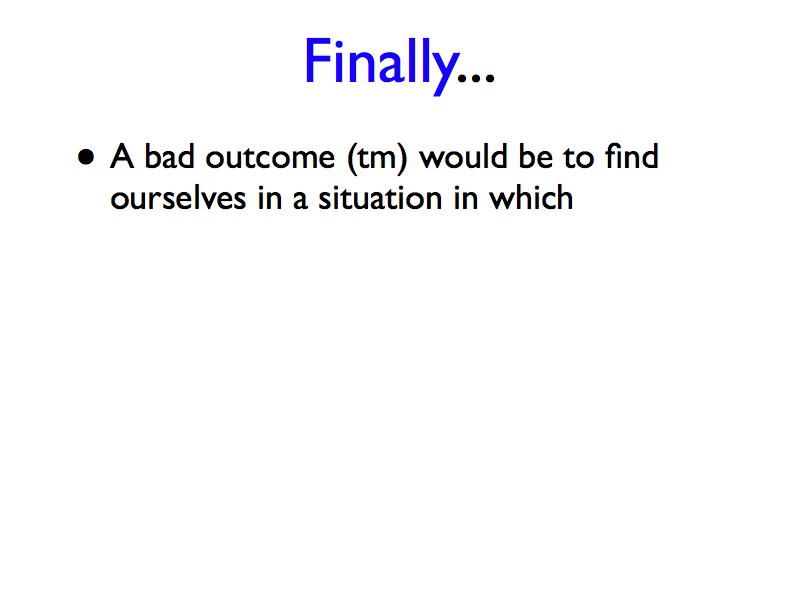 Finally...
• A bad outcome (tm) would be to find
ourselves in a situation in which